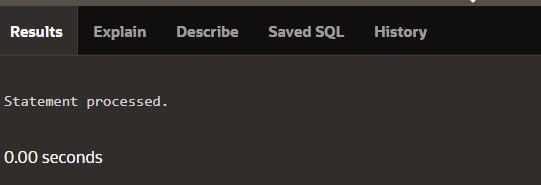 Results Explain Describe Saved SQL History
Statement processed.
0.00 seconds